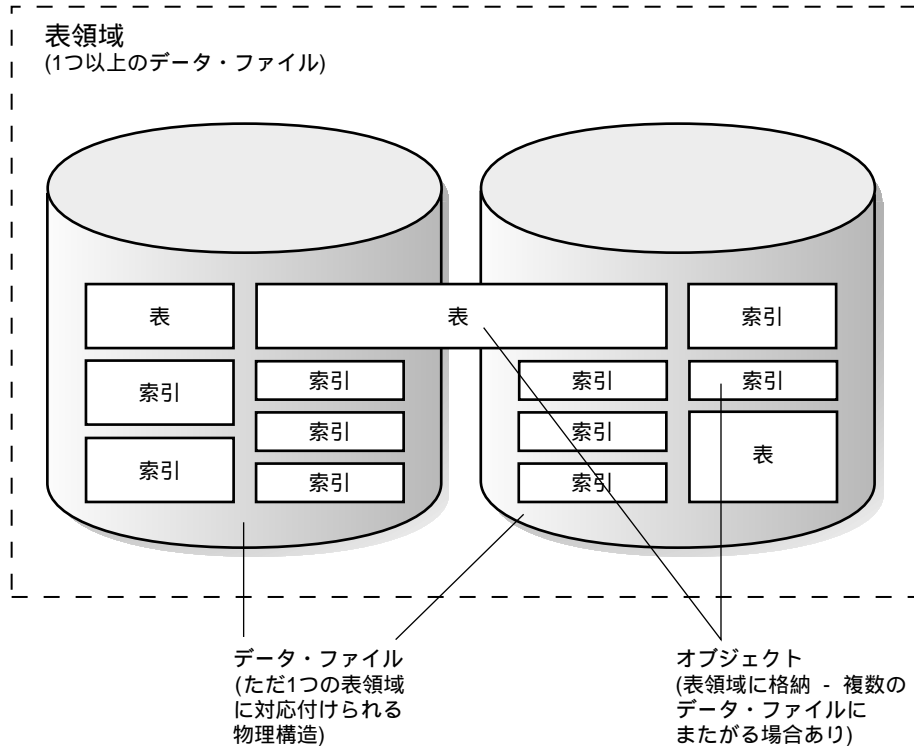 表領域
(1つ以上のデータ・ファイル)
表
表
索引
索引
索引
索引
索引
索引
索引
索引
索引
索引
表
索引
データ・ファイル
(ただ1つの表領域
に対応付けられる
物理構造)
オブジェクト
(表領域に格納 - 複数の
データ・ファイルに
またがる場合あり)